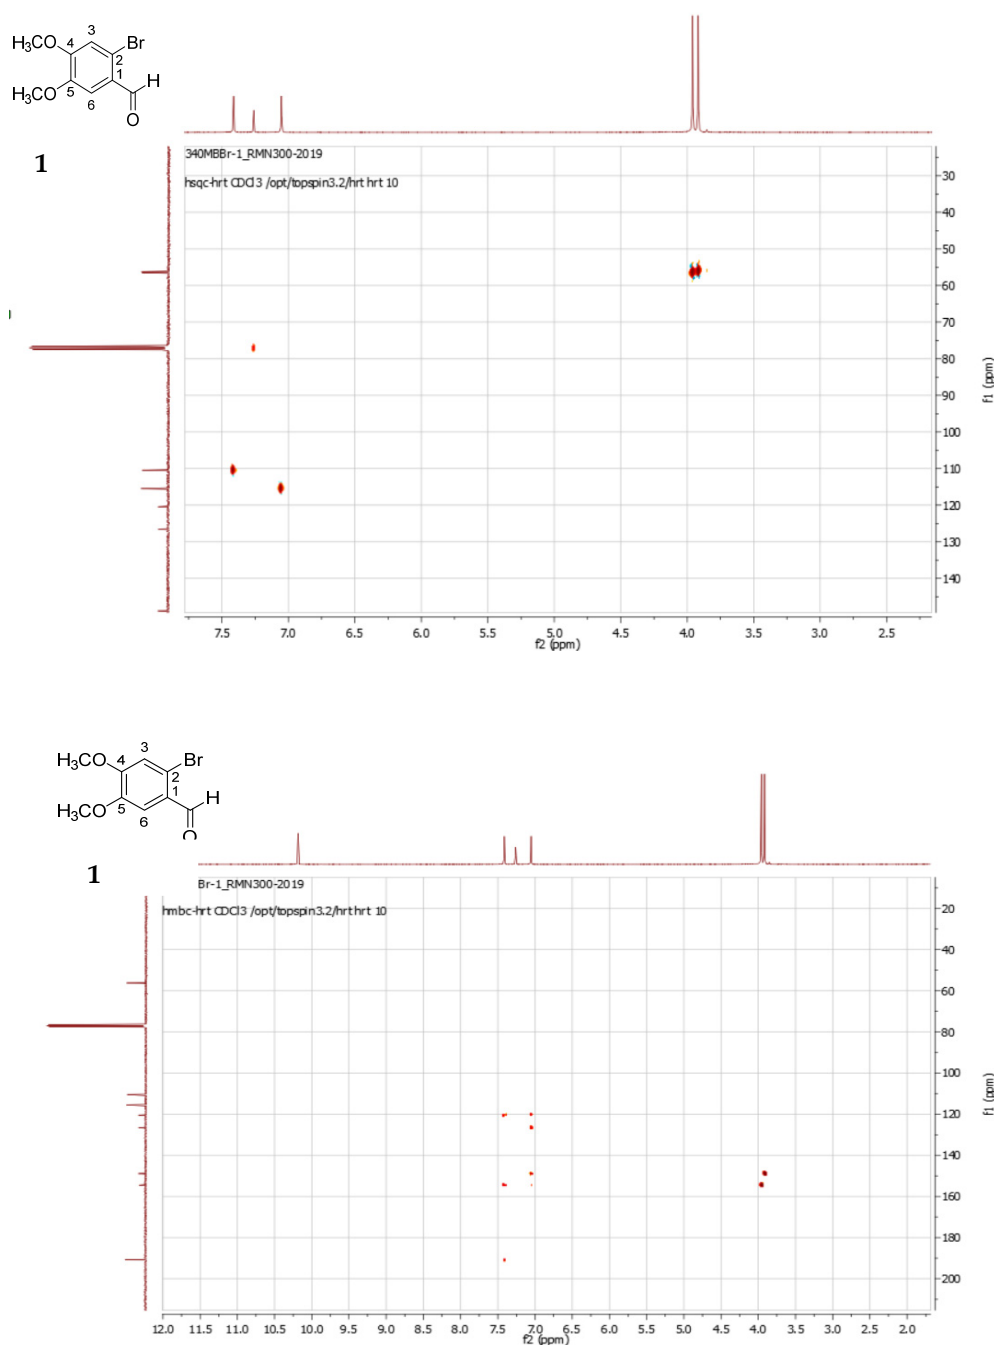 3
H₃CO
4
Br
2
1
H₃CO
5
H
6
O
1
340MBBr-1_RMN300-2019
hsqc-hrt CDCl3 /opt/topspin3.2/hrt hrt 10
30
40
50
60
70
80
90
100
110
120
130
140
f1 (ppm)
7.5 7.0 6.5 6.0 5.5 5.0 4.5 4.0 3.5 3.0 2.5
f2 (ppm)
3
H₃CO
4
Br
2
1
H₃CO
5
H
6
O
1
Br-1_RMN300-2019
hmbc-hrt CDCl3 /opt/topspin3.2/hrt hrt 10
20
40
60
80
100
120
140
160
180
200
f1 (ppm)
12.0 11.5 11.0 10.5 10.0 9.5 9.0 8.5 8.0 7.5 7.0 6.5 6.0 5.5 5.0 4.5 4.0 3.5 3.0 2.5 2.0
f2 (ppm)